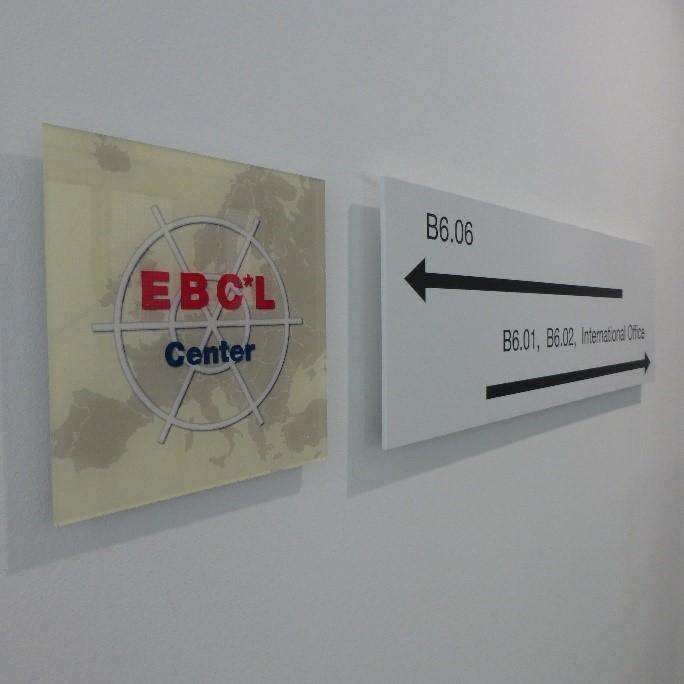 EBC*L
Center
B6.06
B6.01, B6.02, International Office